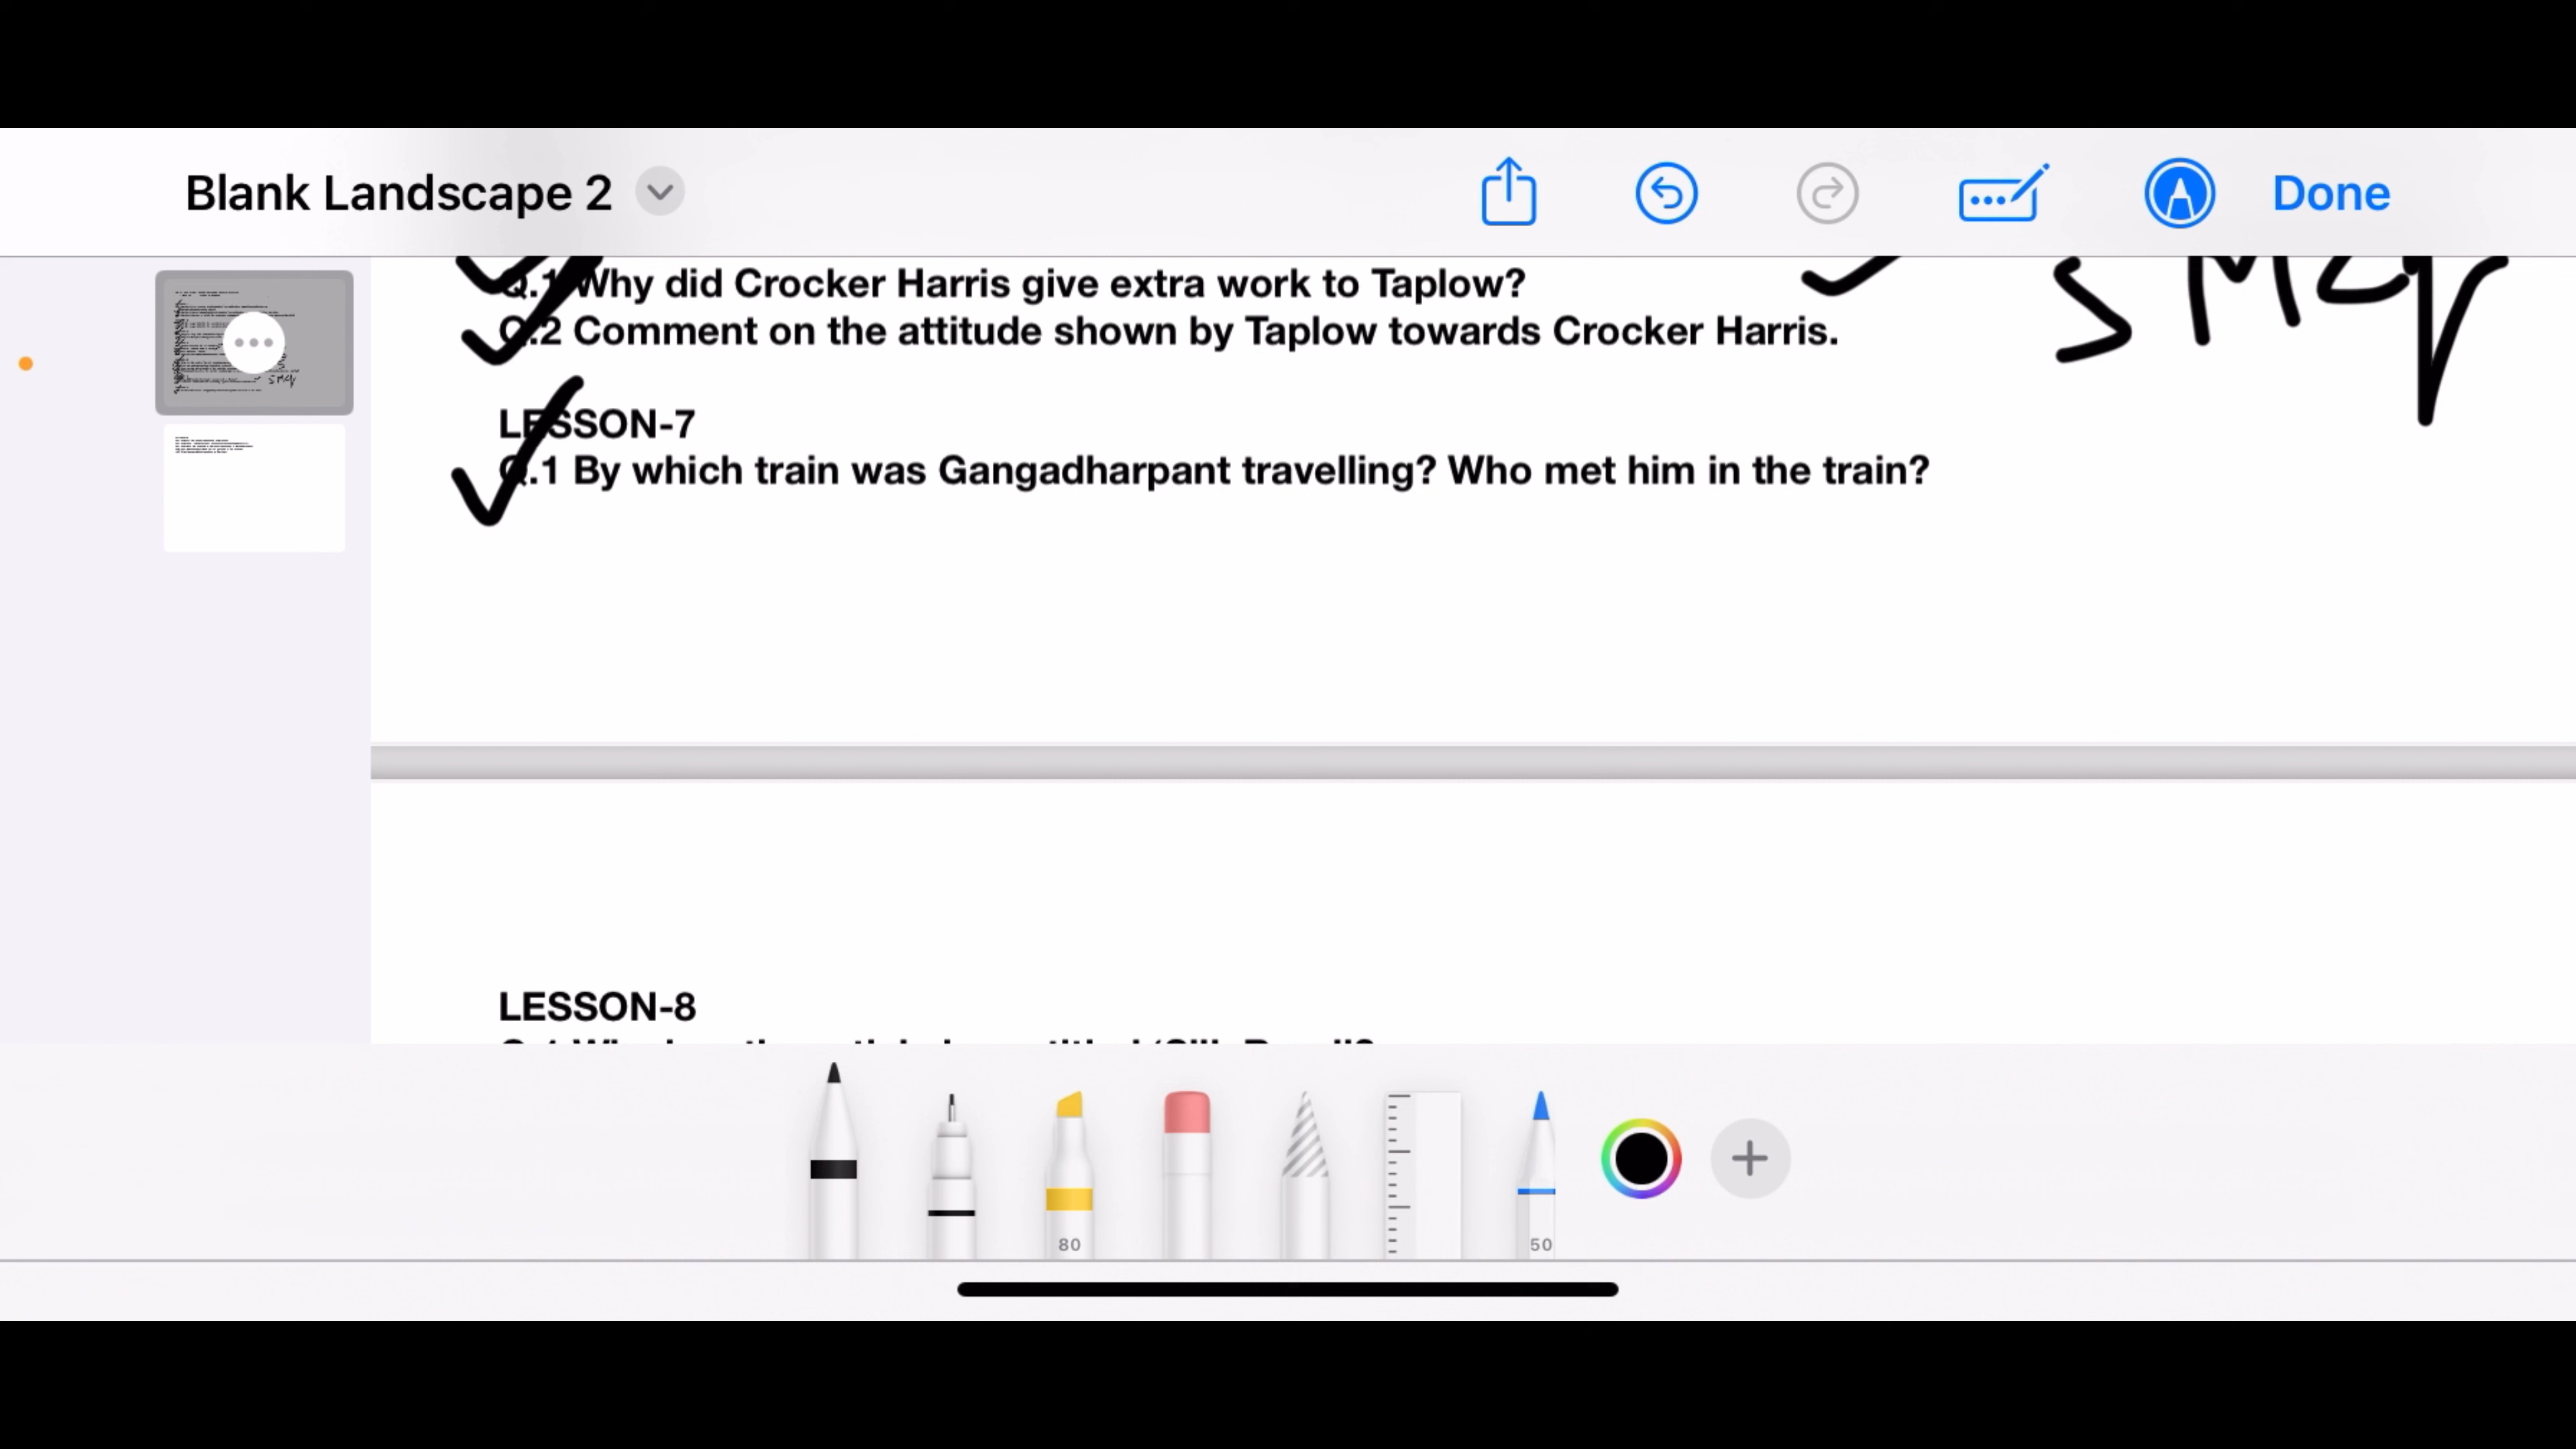 Blank Landscape 2
Done
Q.1 Why did Crocker Harris give extra work to Taplow?
5 Mcq
Q.2 Comment on the attitude shown by Taplow towards Crocker Harris.
LESSON-7
Q.1 By which train was Gangadharpant travelling? Who met him in the train?
LESSON-8
80
50